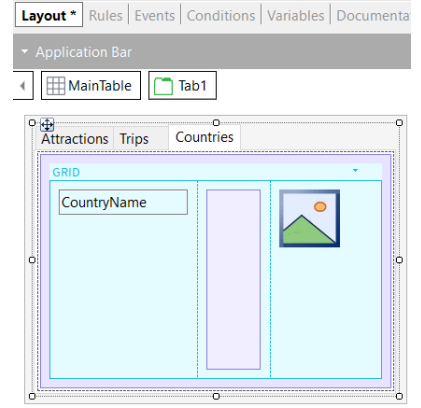 Layout * Rules Events Conditions Variables Documenta
Application Bar
MainTable Tab1
Attractions Trips Countries
GRID
CountryName